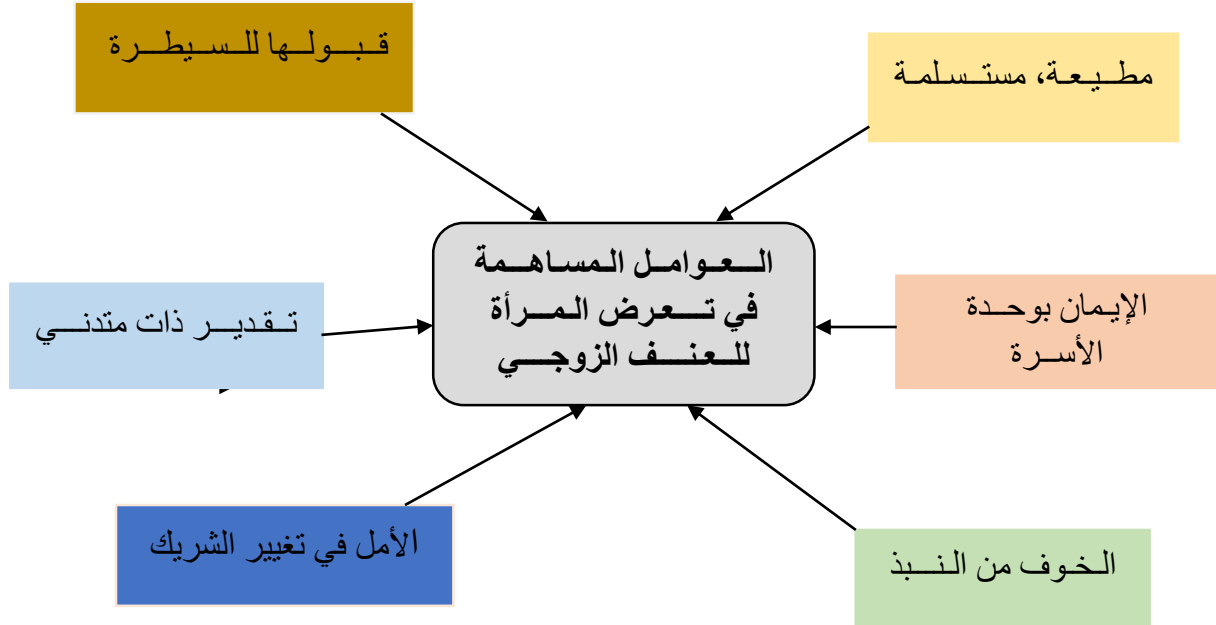 مطيعة، مستسلمة
قبولها للسيطرة
العوامل المساهمة
في تعرض المرأة
للعنف الزوجي
الإيمان بوحدة
الأسرة
تقدير ذات متدني
الأمل في تغيير الشريك
الخوف من النبذ